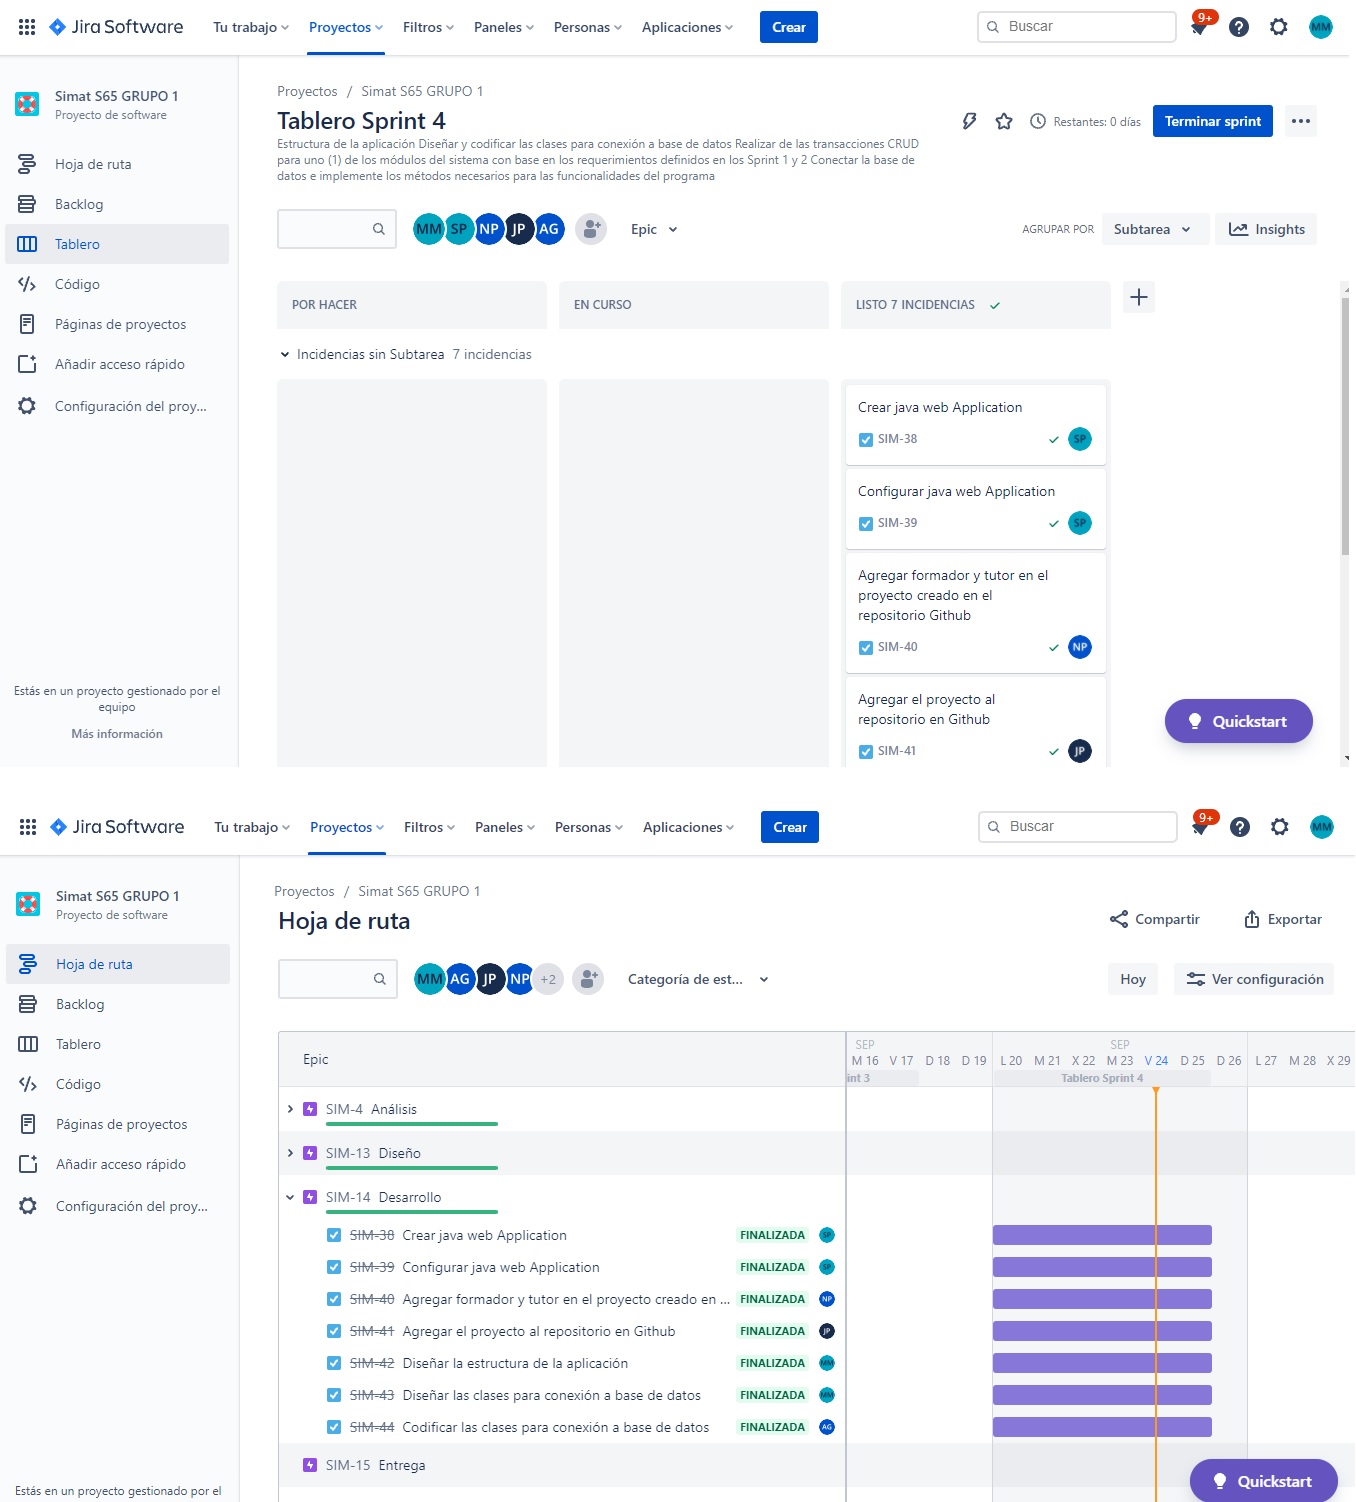 Jira Software Tu trabajo Proyectos Filtros Paneles Personas Aplicaciones Crear Buscar 9+ MM
Simat S65 GRUPO 1
Proyecto de software
Hoja de ruta
Backlog
Tablero
Código
Páginas de proyectos
Añadir acceso rápido
Configuración del proy...
Estás en un proyecto gestionado por el
equipo
Más información
Proyectos / Simat S65 GRUPO 1
Tablero Sprint 4
Restantes: 0 días Terminar sprint
Estructura de la aplicación Diseñar y codificar las clases para conexión a base de datos Realizar de las transacciones CRUD
para uno (1) de los módulos del sistema con base en los requerimientos definidos en los Sprint 1 y 2 Conectar la base de
datos e implemente los métodos necesarios para las funcionalidades del programa
MM SP NP JP AG Epic AGRUPAR POR Subtarea Insights
POR HACER EN CURSO LISTO 7 INCIDENCIAS
Incidencias sin Subtarea 7 incidencias
Crear java web Application
SIM-38 SP
Configurar java web Application
SIM-39 SP
Agregar formador y tutor en el
proyecto creado en el
repositorio Github
SIM-40 NP
Agregar el proyecto al
repositorio en Github
SIM-41 JP
Quickstart
Jira Software Tu trabajo Proyectos Filtros Paneles Personas Aplicaciones Crear Buscar 9+ MM
Simat S65 GRUPO 1
Proyecto de software
Hoja de ruta
Backlog
Tablero
Código
Páginas de proyectos
Añadir acceso rápido
Configuración del proy...
Estás en un proyecto gestionado por el
Proyectos / Simat S65 GRUPO 1
Hoja de ruta
Compartir Exportar
MM AG JP NP +2 Categoría de est... Hoy Ver configuración
Epic
SEP SEP
M 16 V 17 D 18 D 19 L 20 M 21 X 22 M 23 V 24 D 25 D 26 L 27 M 28 X 29
int 3 Tablero Sprint 4
SIM-4 Análisis
SIM-13 Diseño
SIM-14 Desarrollo
SIM-38 Crear java web Application FINALIZADA SP
SIM-39 Configurar java web Application FINALIZADA SP
SIM-40 Agregar formador y tutor en el proyecto creado en ... FINALIZADA NP
SIM-41 Agregar el proyecto al repositorio en Github FINALIZADA JP
SIM-42 Diseñar la estructura de la aplicación FINALIZADA MM
SIM-43 Diseñar las clases para conexión a base de datos FINALIZADA MM
SIM-44 Codificar las clases para conexión a base de datos FINALIZADA AG
SIM-15 Entrega
Quickstart